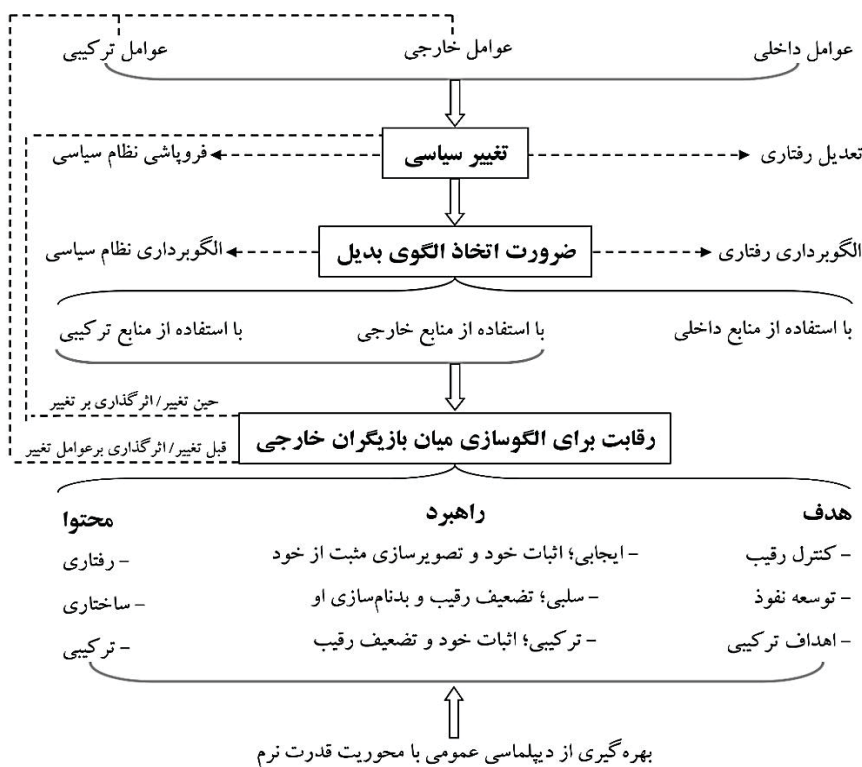 عوامل داخلی
عوامل خارجی
عوامل ترکیبی
تغییر سیاسی
تعدیل رفتاری
فروپاشی نظام سیاسی
ضرورت اتخاذ الگوی بدیل
الگوبرداری رفتاری
الگوبرداری نظام سیاسی
با استفاده از منابع داخلی
با استفاده از منابع خارجی
با استفاده از منابع ترکیبی
حین تغییر/اثرگذاری بر تغییر
رقابت برای الگوسازی میان بازیگران خارجی
قبل تغییر/اثرگذاری برعوامل تغییر
هدف
– کنترل رقیب
– توسعه نفوذ
– اهداف ترکیبی
راهبرد
– ایجابی؛ اثبات خود و تصویرسازی مثبت از خود
– سلبی؛ تضعیف رقیب و بدنام‌سازی او
– ترکیبی؛ اثبات خود و تضعیف رقیب
محتوا
– رفتاری
– ساختاری
– ترکیبی
بهره‌گیری از دیپلماسی عمومی با محوریت قدرت نرم